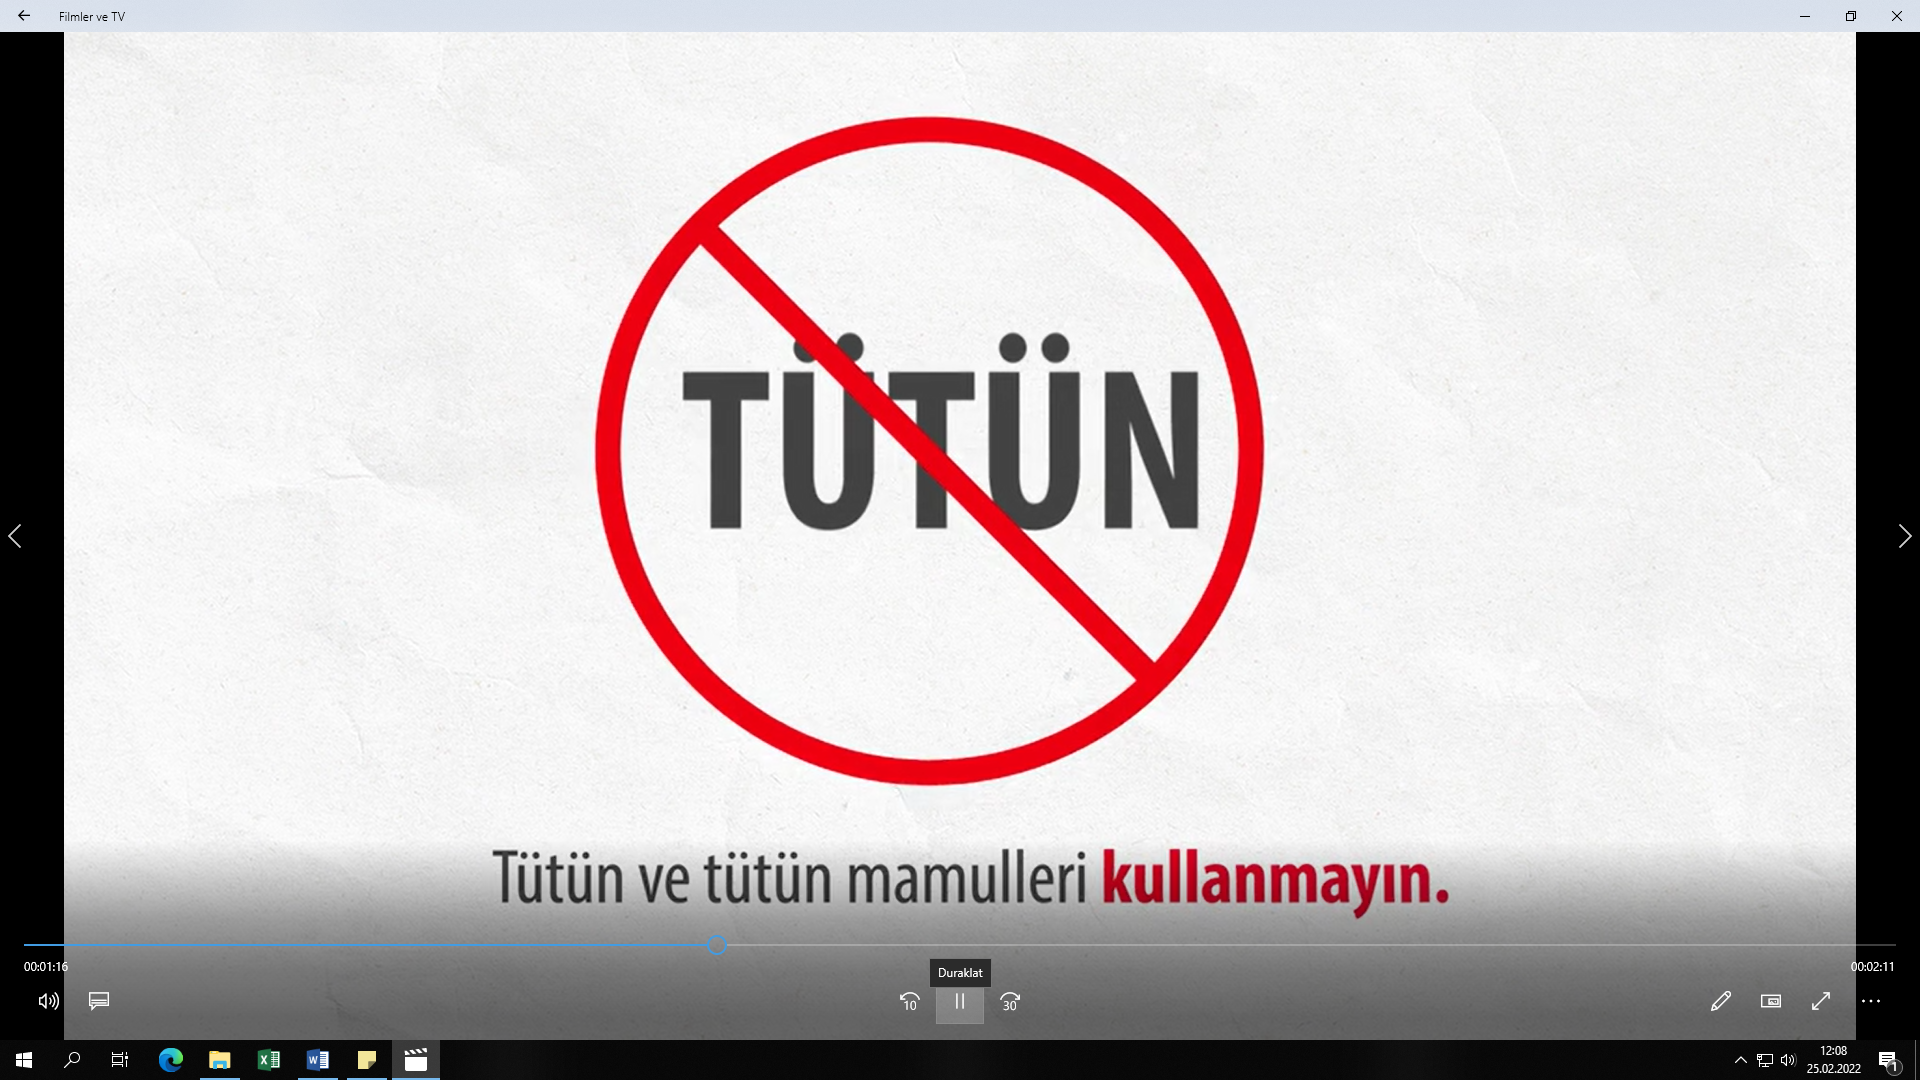 Filmler ve TV
TÜTÜN
Tütün ve tütün mamulleri kullanmayın.
00:01:16
00:02:11
Duraklat
10
30
12:08
25.02.2022
1